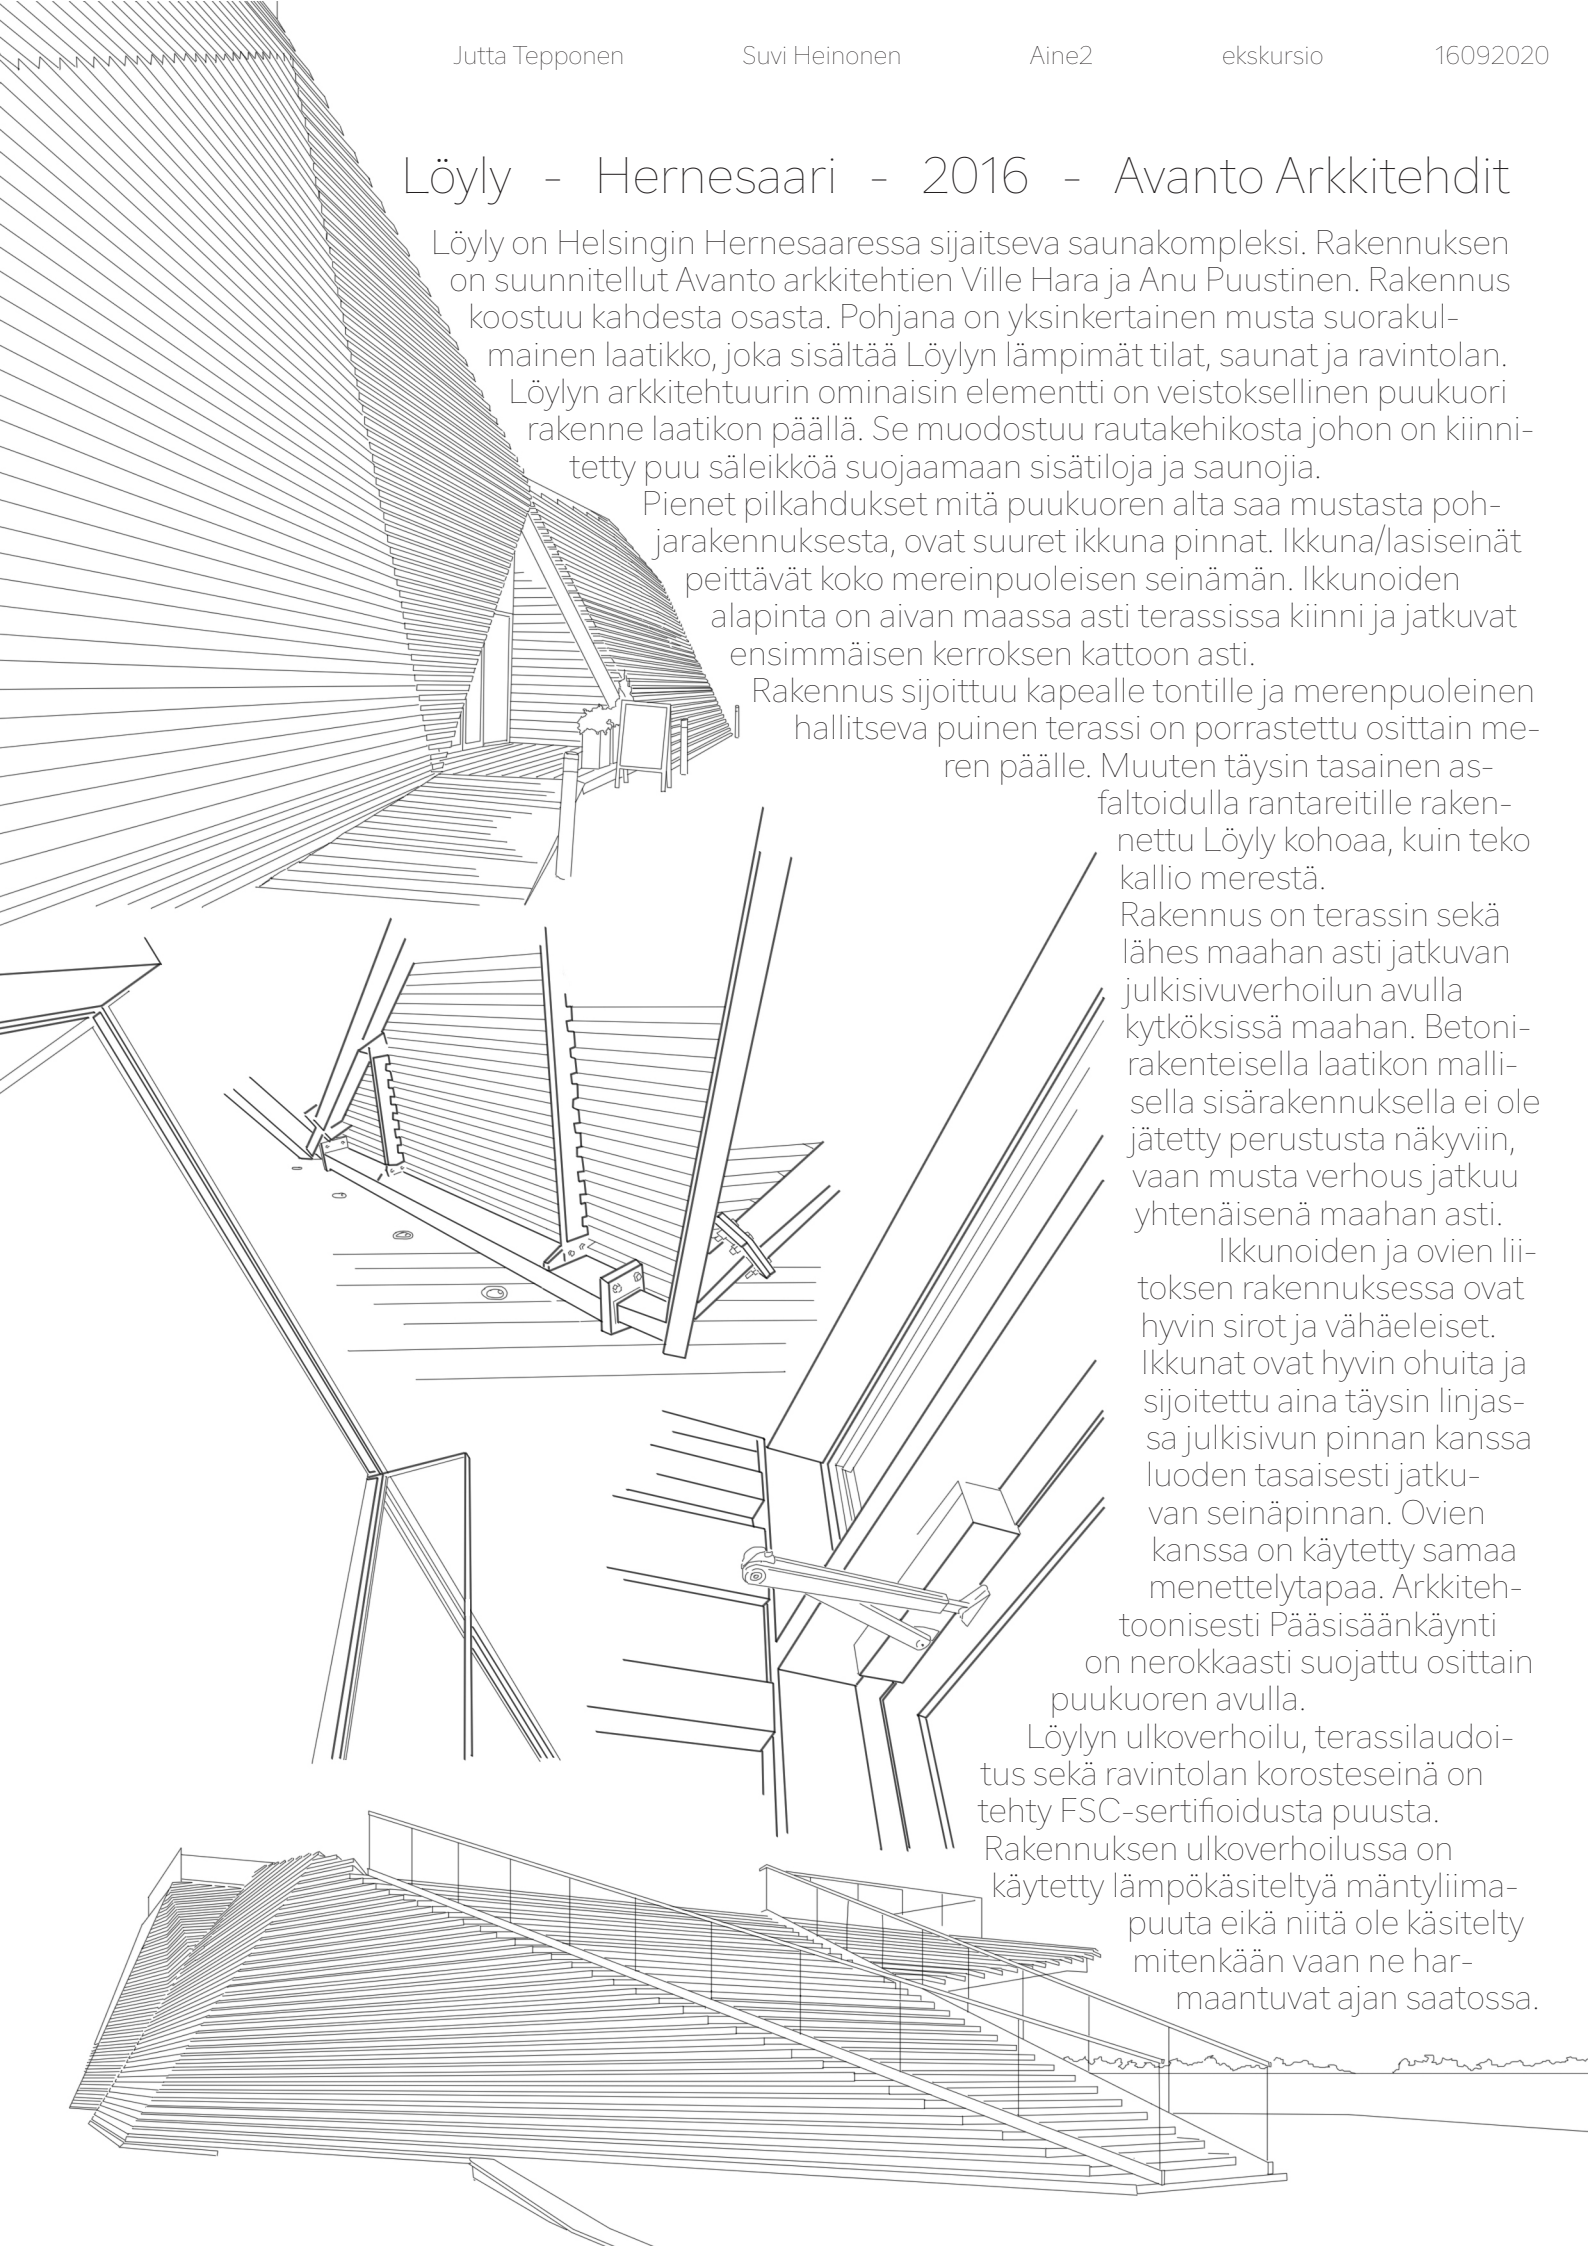 Jutta Tepponen Suvi Heinonen Aine2 ekskursio 16092020
Löyly - Hernesaari - 2016 - Avanto Arkkitehdit
Löyly on Helsingin Hernesaaressa sijaitseva saunakompleksi. Rakennuksen
on suunnitellut Avanto arkkitehtien Ville Hara ja Anu Puustinen. Rakennus
koostuu kahdesta osasta. Pohjana on yksinkertainen musta suorakul-
mainen laatikko, joka sisältää Löylyn lämpimät tilat, saunat ja ravintolan.
Löylyn arkkitehtuurin ominaisin elementti on veistoksellinen puukuori
rakenne laatikon päällä. Se muodostuu rautakehikosta johon on kiinni-
tetty puu säleikköä suojaamaan sisätiloja ja saunojia.
Pienet pilkahdukset mitä puukuoren alta saa mustasta poh-
jarakennuksesta, ovat suuret ikkuna pinnat. Ikkuna/lasiseinät
peittävät koko mereinpuoleisen seinämän. Ikkunoiden
alapinta on aivan maassa asti terassissa kiinni ja jatkuvat
ensimmäisen kerroksen kattoon asti.
Rakennus sijoittuu kapealle tontille ja merenpuoleinen
hallitseva puinen terassi on porrastettu osittain me-
ren päälle. Muuten täysin tasainen as-
faltoidulla rantareitille raken-
nettu Löyly kohoaa, kuin teko
kallio merestä.
Rakennus on terassin sekä
lähes maahan asti jatkuvan
julkisivuverhoilun avulla
kytköksissä maahan. Betoni-
rakenteisella laatikon malli-
sella sisärakennuksella ei ole
jätetty perustusta näkyviin,
vaan musta verhous jatkuu
yhtenäisenä maahan asti.
Ikkunoiden ja ovien lii-
toksen rakennuksessa ovat
hyvin sirot ja vähäeleiset.
Ikkunat ovat hyvin ohuita ja
sijoitettu aina täysin linjas-
sa julkisivun pinnan kanssa
luoden tasaisesti jatku-
van seinäpinnan. Ovien
kanssa on käytetty samaa
menettelytapaa. Arkkiteh-
toonisesti Pääsisäänkäynti
on nerokkaasti suojattu osittain
puukuoren avulla.
Löylyn ulkoverhoilu, terassilaudoi-
tus sekä ravintolan korosteseinä on
tehty FSC-sertifioidusta puusta.
Rakennuksen ulkoverhoilussa on
käytetty lämpökäsiteltyä mäntyliima-
puuta eikä niitä ole käsitelty
mitenkään vaan ne har-
maantuvat ajan saatossa.